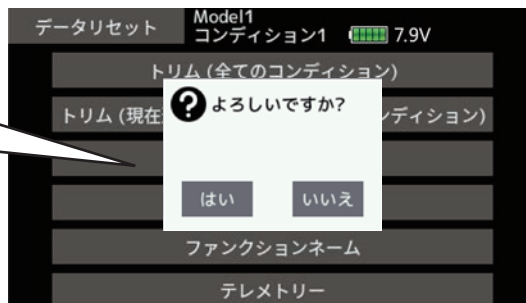 データリセット
Model1
コンディション1 7.9V
トリム (全てのコンディション)
トリム (現在
ンディション)
?よろしいですか?
はい いいえ
ファンクションネーム
テレメトリー